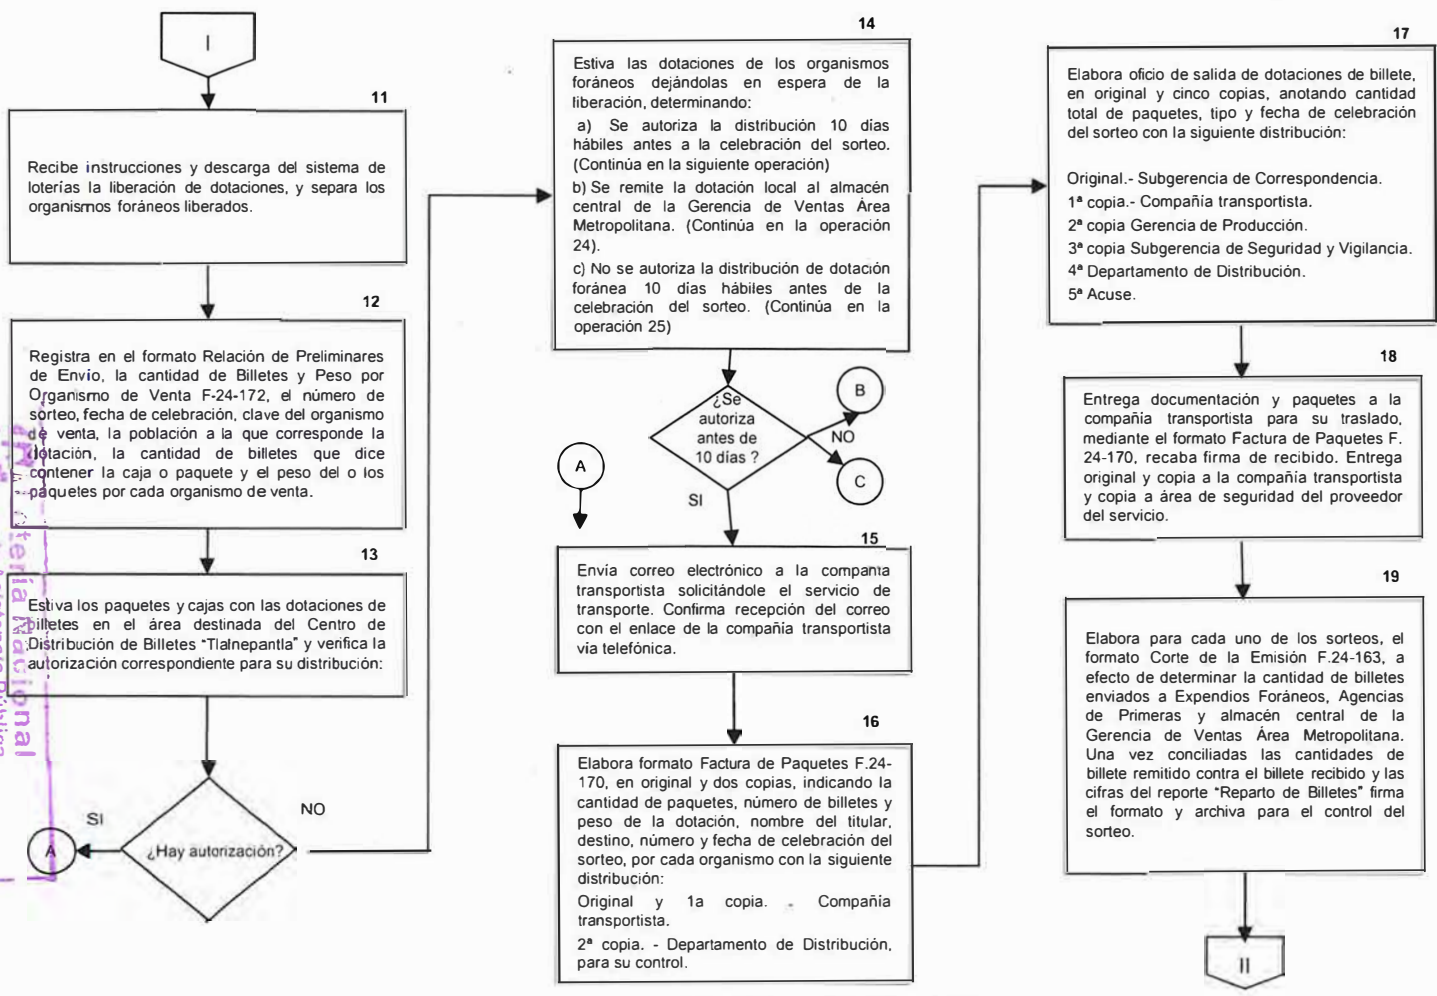 I
11
Recibe instrucciones y descarga del sistema de
loterías la liberación de dotaciones, y separa los
organismos foráneos liberados.
12
Registra en el formato Relación de Preliminares
de Envío, la cantidad de Billetes y Peso por
Organismo de Venta F-24-172, el número de
sorteo, fecha de celebración, clave del organismo
de venta, la población a la que corresponde la
dotación, la cantidad de billetes que dice
contener la caja o paquete y el peso del o los
paquetes por cada organismo de venta.
13
Estiva los paquetes y cajas con las dotaciones de
billetes en el área destinada del Centro de
Distribución de Billetes "Tlalnepantla" y verifica la
autorización correspondiente para su distribución:
SI
NO
A
¿Hay autorización?
14
Estiva las dotaciones de los organismos
foráneos dejándolas en espera de la
liberación, determinando:
a) Se autoriza la distribución 10 días
hábiles antes a la celebración del sorteo.
(Continúa en la siguiente operación)
b) Se remite la dotación local al almacén
central de la Gerencia de Ventas Área
Metropolitana. (Continúa en la operación
24).
c) No se autoriza la distribución de dotación
foránea 10 días hábiles antes de la
celebración del sorteo. (Continúa en la
operación 25)
¿Se
autoriza
antes de
10 días ?
B
NO
C
A
SI
15
Envía correo electrónico a la compania
transportista solicitándole el servicio de
transporte. Confirma recepción del correo
con el enlace de la compañía transportista
vía telefónica.
16
Elabora formato Factura de Paquetes F.24-
170, en original y dos copias, indicando la
cantidad de paquetes, número de billetes y
peso de la dotación, nombre del titular,
destino, número y fecha de celebración del
sorteo, por cada organismo con la siguiente
distribución:
Original y 1a copia. - Compañía
transportista.
2ª copia. - Departamento de Distribución,
para su control.
17
Elabora oficio de salida de dotaciones de billete,
en original y cinco copias, anotando cantidad
total de paquetes, tipo y fecha de celebración
del sorteo con la siguiente distribución:
Original.- Subgerencia de Correspondencia.
1ª copia.- Compañía transportista.
2ª copia Gerencia de Producción.
3ª copia Subgerencia de Seguridad y Vigilancia.
4ª Departamento de Distribución.
5ª Acuse.
18
Entrega documentación y paquetes a la
compañía transportista para su traslado,
mediante el formato Factura de Paquetes F.
24-170, recaba firma de recibido. Entrega
original y copia a la compañía transportista
y copia a área de seguridad del proveedor
del servicio.
19
Elabora para cada uno de los sorteos, el
formato Corte de la Emisión F.24-163, a
efecto de determinar la cantidad de billetes
enviados a Expendios Foráneos, Agencias
de Primeras y almacén central de la
Gerencia de Ventas Área Metropolitana.
Una vez conciliadas las cantidades de
billete remitido contra el billete recibido y las
cifras del reporte "Reparto de Billetes" firma
el formato y archiva para el control del
sorteo.
II
Nacional